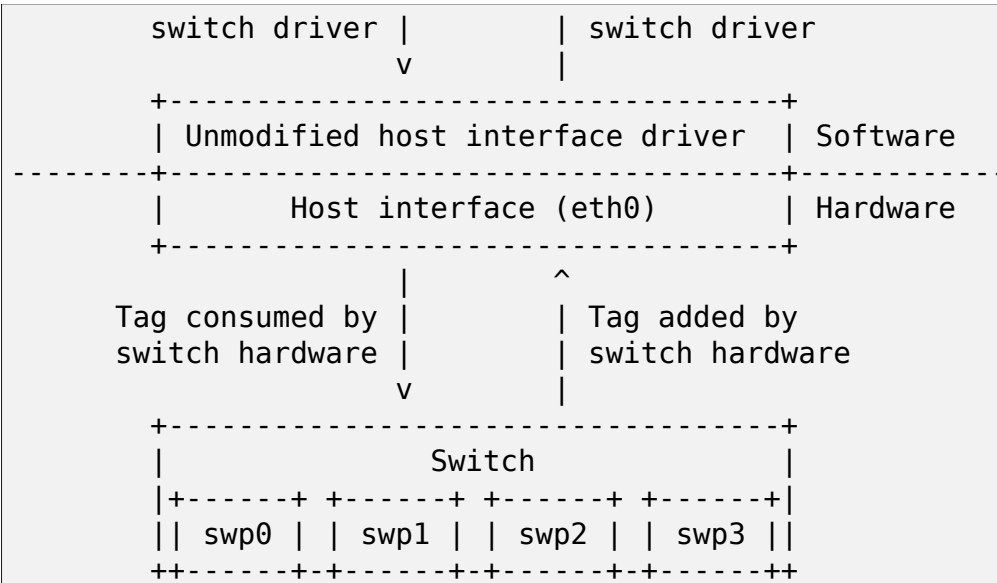 switch driver |        | switch driver
              v        |
+-----------------------------------+
| Unmodified host interface driver  | Software
--------+-----------------------------------+------------
|       Host interface (eth0)       | Hardware
+-----------------------------------+
              |        ^
Tag consumed by |        | Tag added by
switch hardware |        | switch hardware
              v        |
+-----------------------------------+
|               Switch              |
|+------+ +------+ +------+ +------+|
|| swp0 | | swp1 | | swp2 | | swp3 ||
++------+-+------+-+------+-+------++